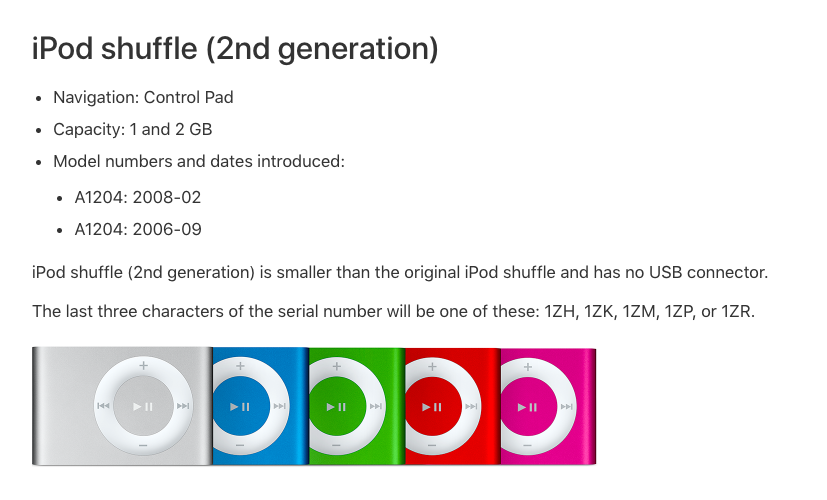 iPod shuffle (2nd generation)
• Navigation: Control Pad
• Capacity: 1 and 2 GB
• Model numbers and dates introduced:
• A1204: 2008-02
• A1204: 2006-09
iPod shuffle (2nd generation) is smaller than the original iPod shuffle and has no USB connector.
The last three characters of the serial number will be one of these: 1ZH, 1ZK, 1ZM, 1ZP, or 1ZR.